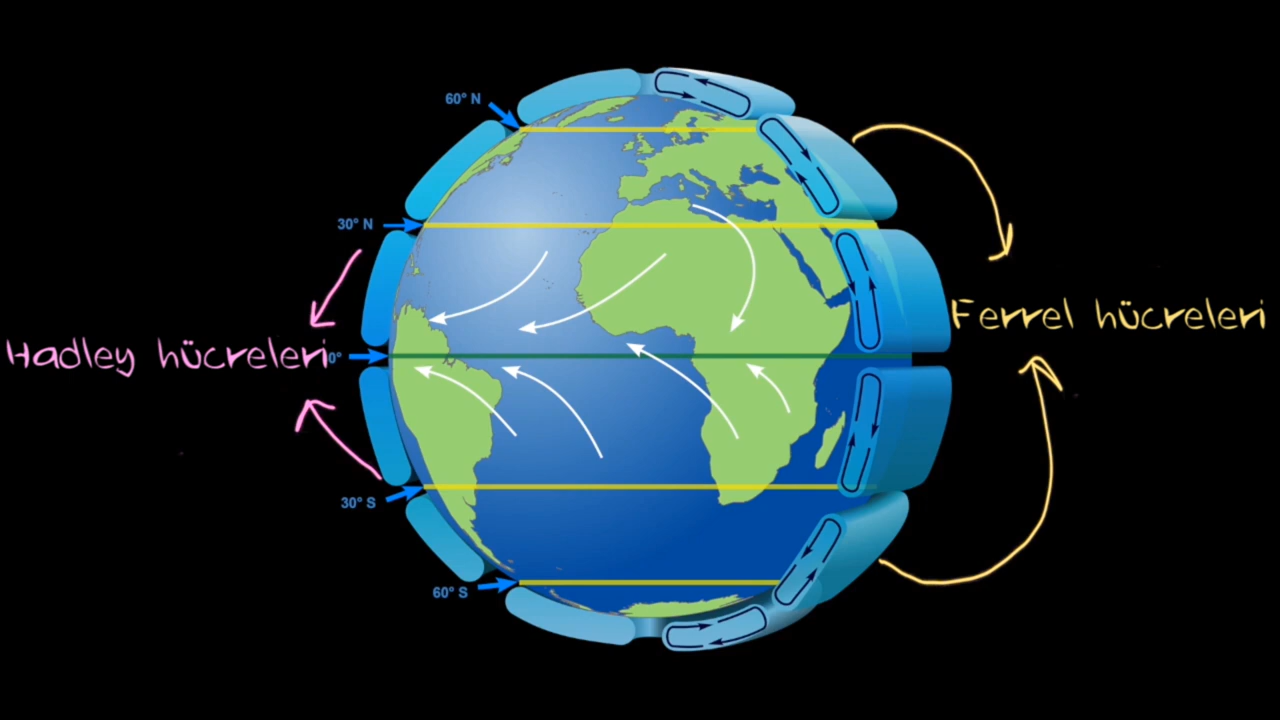 60° N
30° N
Ferrel hücreleri
Hadley hücreleri
0°
30° S
60° S